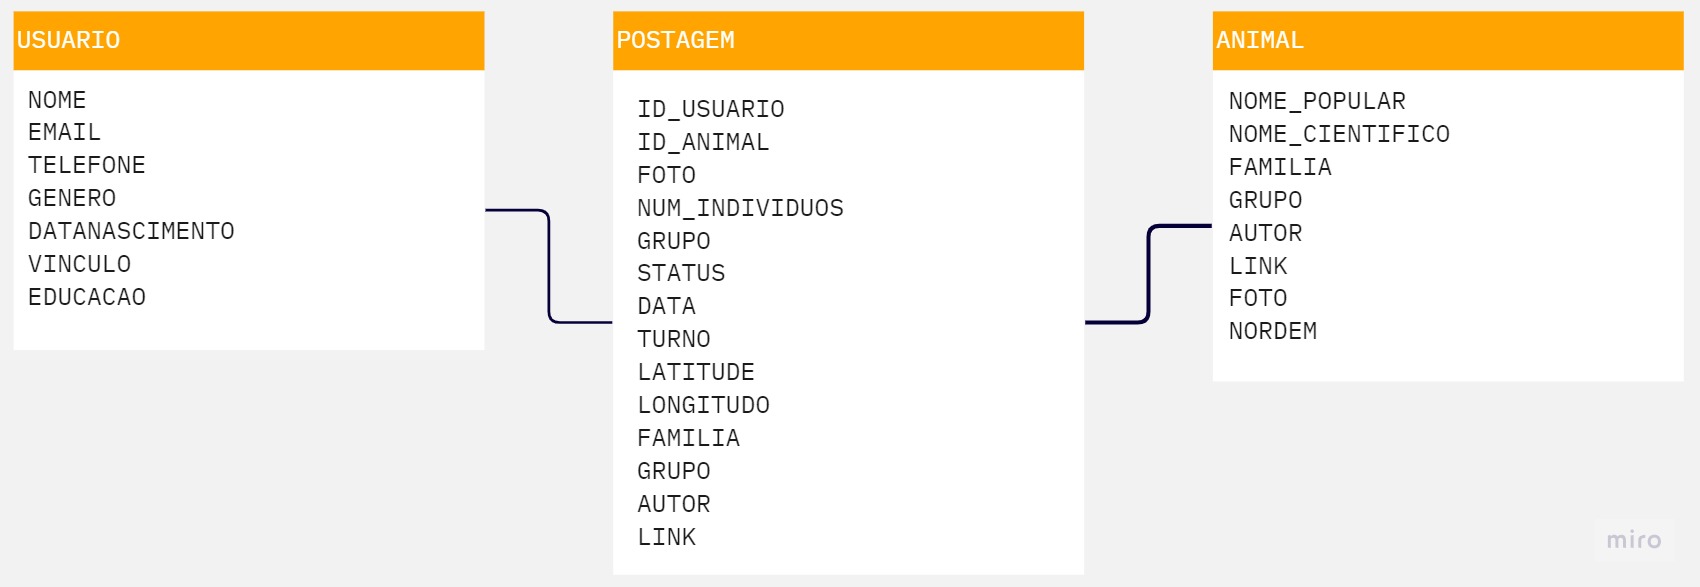 USUARIO
NOME
EMAIL
TELEFONE
GENERO
DATANASCIMENTO
VINCULO
EDUCACAO
POSTAGEM
ID_USUARIO
ID_ANIMAL
FOTO
NUM_INDIVIDUOS
GRUPO
STATUS
DATA
TURNO
LATITUDE
LONGITUDO
FAMILIA
GRUPO
AUTOR
LINK
ANIMAL
NOME_POPULAR
NOME_CIENTIFICO
FAMILIA
GRUPO
AUTOR
LINK
FOTO
NORDEM
miro